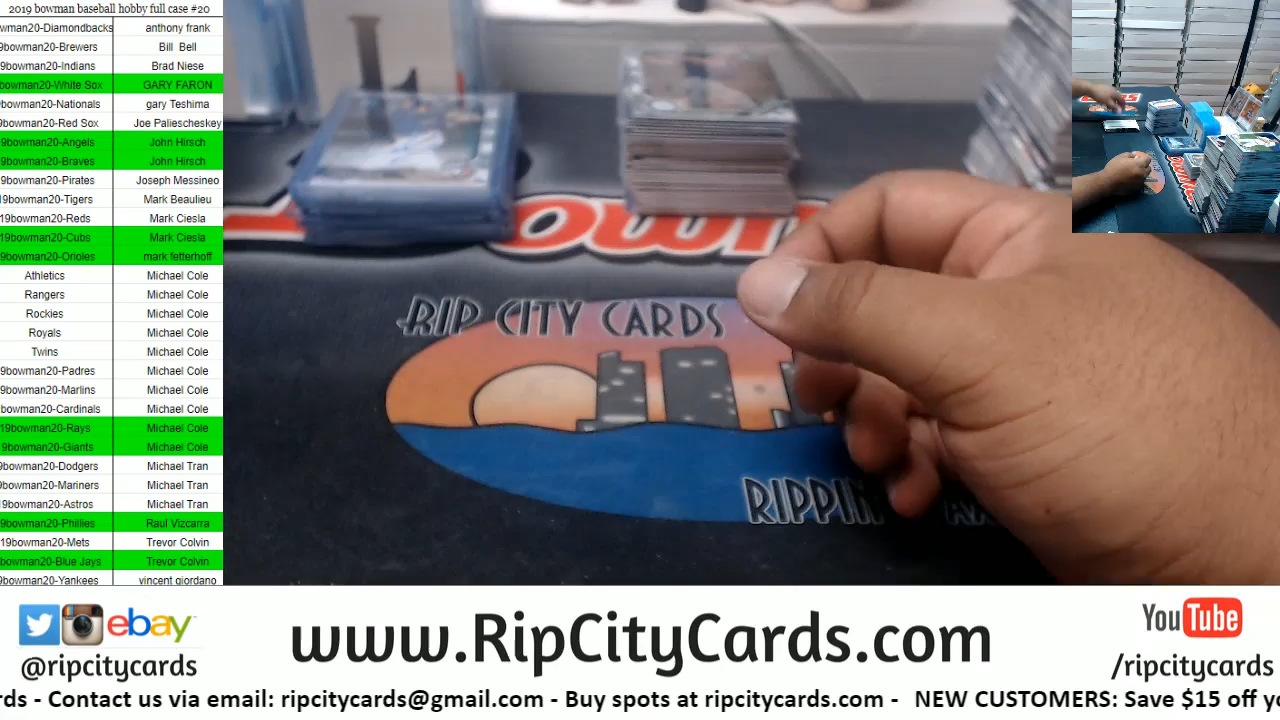 2019 bowman baseball hobby full case #20
wman20-Diamondbacks anthony frank
9bowman20-Brewers Bill Bell
9bowman20-Indians Brad Niese
bowman20-White Sox GARY FARON
9bowman20-Nationals gary Teshima
9bowman20-Red Sox Joe Paliescheskey
9bowman20-Angels John Hirsch
9bowman20-Braves John Hirsch
9bowman20-Pirates Joseph Messineo
9bowman20-Tigers Mark Beaulieu
19bowman20-Reds Mark Ciesla
19bowman20-Cubs Mark Ciesla
9bowman20-Orioles mark fetterhoff
Athletics Michael Cole
Rangers Michael Cole
Rockies Michael Cole
Royals Michael Cole
Twins Michael Cole
9bowman20-Padres Michael Cole
9bowman20-Marlins Michael Cole
bowman20-Cardinals Michael Cole
19bowman20-Rays Michael Cole
9bowman20-Giants Michael Cole
9bowman20-Dodgers Michael Tran
9bowman20-Mariners Michael Tran
19bowman20-Astros Michael Tran
9bowman20-Phillies Raul Vizcarra
19bowman20-Mets Trevor Colvin
bowman20-Blue Jays Trevor Colvin
9bowman20-Yankees vincent giordano
RIP CITY CARDS
RIPPIN
ebay
@ripcitycards
www.RipCityCards.com
YouTube
/ripcitycards
rds - Contact us via email: ripcitycards@gmail.com - Buy spots at ripcitycards.com - NEW CUSTOMERS: Save $15 off yo